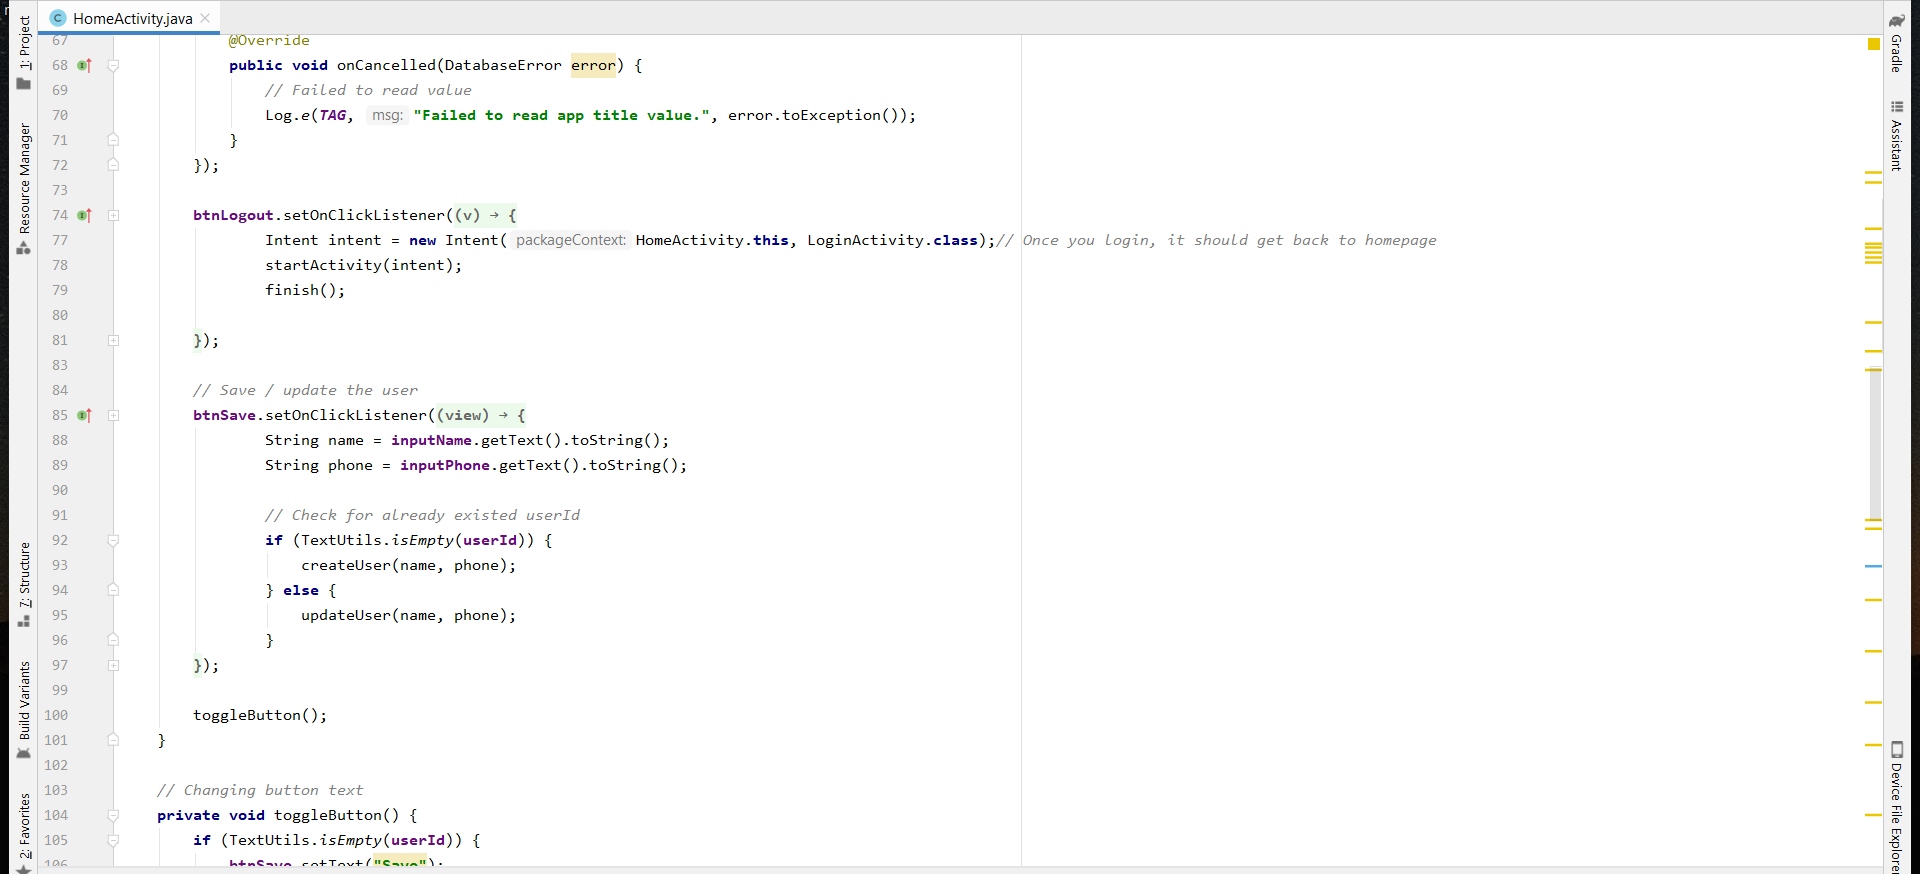 HomeActivity.java
1: Project
Resource Manager
7: Structure
Build Variants
2: Favorites
67 @Override
68 public void onCancelled(DatabaseError error) {
69 // Failed to read value
70 Log.e(TAG, msg: "Failed to read app title value.", error.toException());
71 }
72 });
73
74 btnLogout.setOnClickListener((v) → {
77 Intent intent = new Intent( packageContext: HomeActivity.this, LoginActivity.class);// Once you login, it should get back to homepage
78 startActivity(intent);
79 finish();
80
81 });
83
84 // Save / update the user
85 btnSave.setOnClickListener((view) → {
88 String name = inputName.getText().toString();
89 String phone = inputPhone.getText().toString();
90
91 // Check for already existed userId
92 if (TextUtils.isEmpty(userId)) {
93 createUser(name, phone);
94 } else {
95 updateUser(name, phone);
96 }
97 });
99
100 toggleButton();
101 }
102
103 // Changing button text
104 private void toggleButton() {
105 if (TextUtils.isEmpty(userId)) {
106 btnSave.setText("Save");
Gradle
Assistant
Device File Explorer